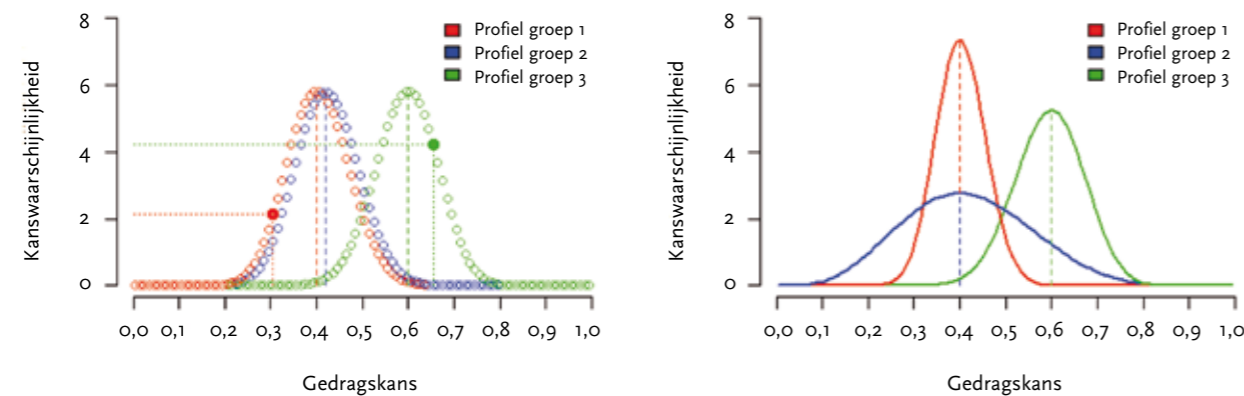 Kanswaarschijnlijkheid
8
6
4
2
0
Profiel groep 1
Profiel groep 2
Profiel groep 3
0,0 0,1 0,2 0,3 0,4 0,5 0,6 0,7 0,8 0,9 1,0
Gedragskans
Kanswaarschijnlijkheid
8
6
4
2
0
Profiel groep 1
Profiel groep 2
Profiel groep 3
0,0 0,1 0,2 0,3 0,4 0,5 0,6 0,7 0,8 0,9 1,0
Gedragskans